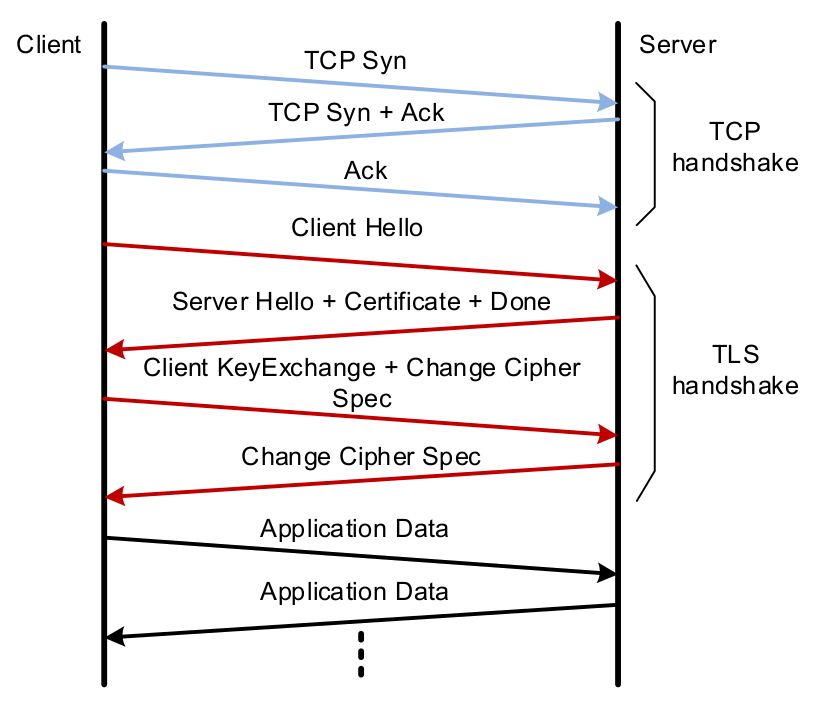 Client
Server
TCP Syn
TCP Syn + Ack
TCP
handshake
Ack
Client Hello
Server Hello + Certificate + Done
TLS
handshake
Client KeyExchange + Change Cipher
Spec
Change Cipher Spec
Application Data
Application Data